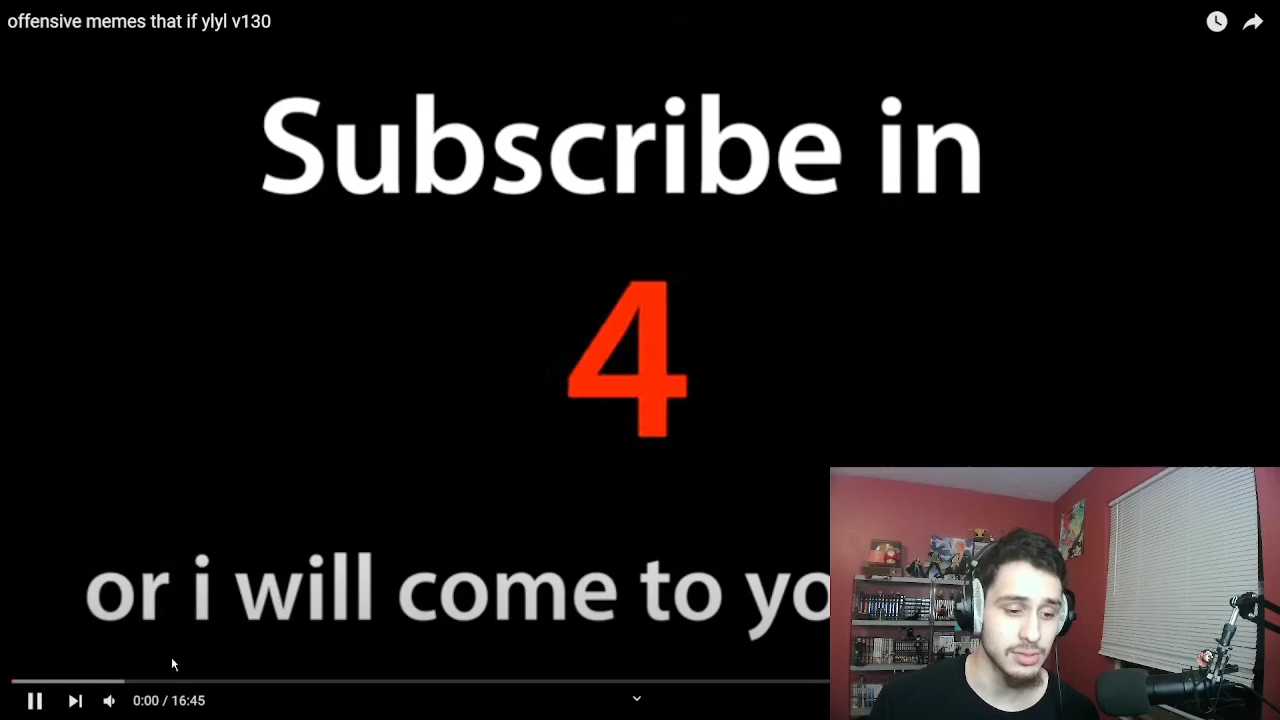 offensive memes that if ylyl v130
Subscribe in
4
or i will come to yo
0:00 / 16:45